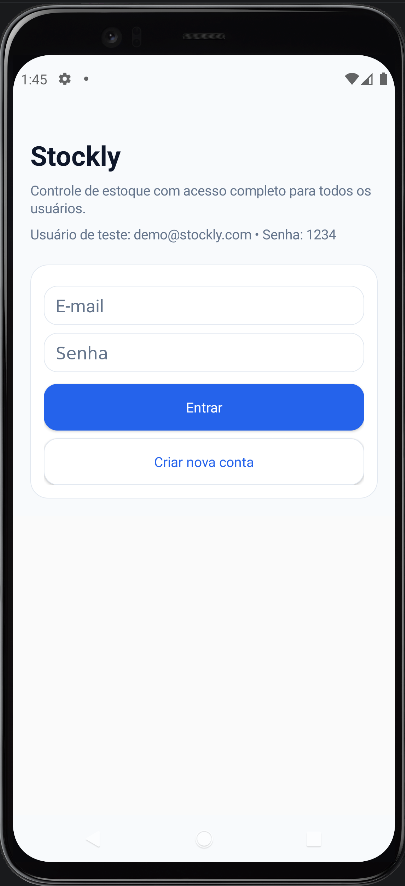 1:45
Stockly
Controle de estoque com acesso completo para todos os
usuários.
Usuário de teste: demo@stockly.com • Senha: 1234
E-mail
Senha
Entrar
Criar nova conta